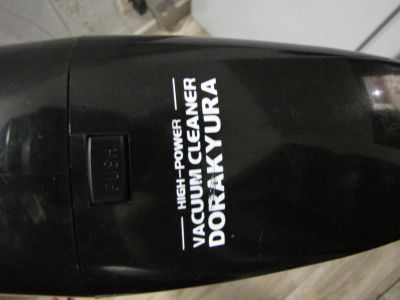 HIGH-POWER
VACUUM CLEANER
DORAKYURA
PUSH